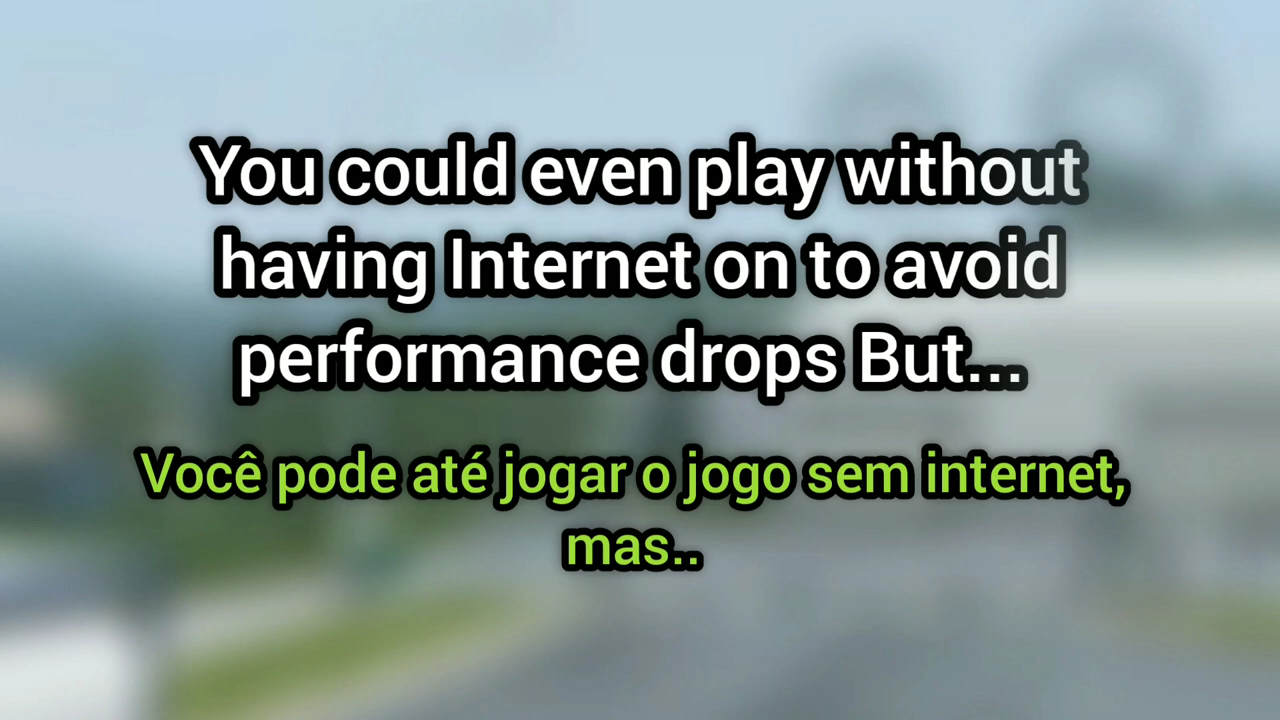 You could even play without
having Internet on to avoid
performance drops But...
Você pode até jogar o jogo sem internet,
mas..